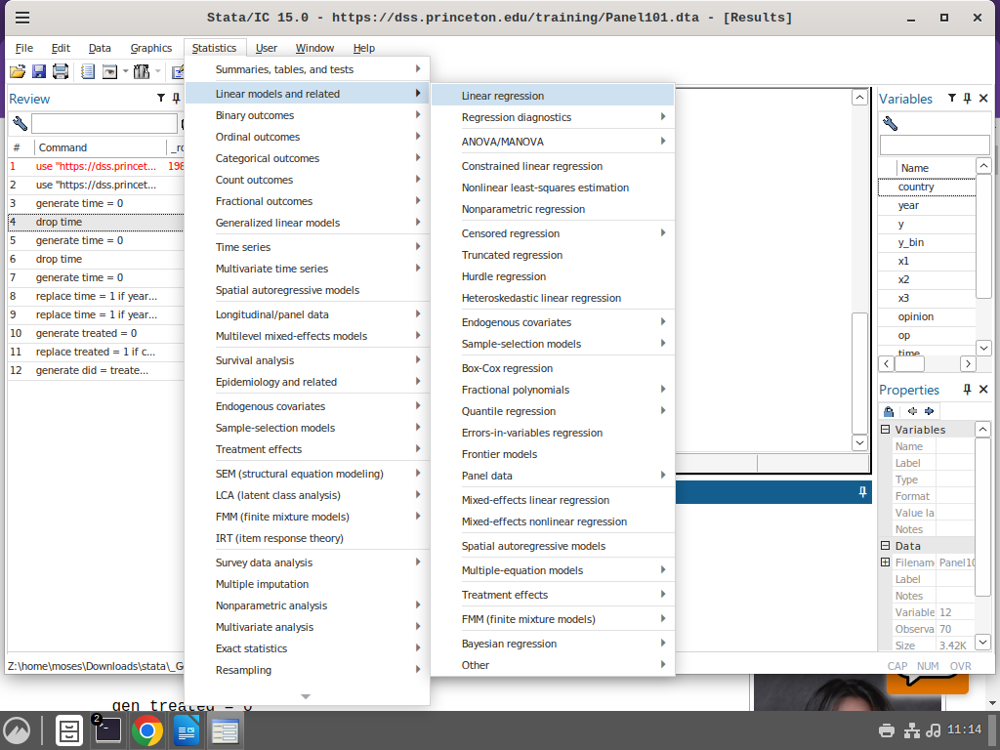 Stata/IC 15.0 - https://dss.princeton.edu/training/Panel101.dta - [Results]
File Edit Data Graphics Statistics User Window Help
Review
# Command _rc
1 use "https://dss.princet... 198
2 use "https://dss.princet...
3 generate time = 0
4 drop time
5 generate time = 0
6 drop time
7 generate time = 0
8 replace time = 1 if year...
9 replace time = 1 if year...
10 generate treated = 0
11 replace treated = 1 if c...
12 generate did = treate...
Summaries, tables, and tests
Linear models and related
Binary outcomes
Ordinal outcomes
Categorical outcomes
Count outcomes
Fractional outcomes
Generalized linear models
Time series
Multivariate time series
Spatial autoregressive models
Longitudinal/panel data
Multilevel mixed-effects models
Survival analysis
Epidemiology and related
Endogenous covariates
Sample-selection models
Treatment effects
SEM (structural equation modeling)
LCA (latent class analysis)
FMM (finite mixture models)
IRT (item response theory)
Survey data analysis
Multiple imputation
Nonparametric analysis
Multivariate analysis
Exact statistics
Resampling
Linear regression
Regression diagnostics
ANOVA/MANOVA
Constrained linear regression
Nonlinear least-squares estimation
Nonparametric regression
Censored regression
Truncated regression
Hurdle regression
Heteroskedastic linear regression
Endogenous covariates
Sample-selection models
Box-Cox regression
Fractional polynomials
Quantile regression
Errors-in-variables regression
Frontier models
Panel data
Mixed-effects linear regression
Mixed-effects nonlinear regression
Spatial autoregressive models
Multiple-equation models
Treatment effects
FMM (finite mixture models)
Bayesian regression
Other
Variables
Name
country
year
y
y_bin
x1
x2
x3
opinion
op
time
Properties
Variables
Name
Label
Type
Format
Value la
Notes
Data
Filenam Panel10
Label
Notes
Variable 12
Observa 70
Size 3.42K
Z:\home\moses\Downloads\stata\_G
CAP NUM OVR
gen treated = 0
2
11:14